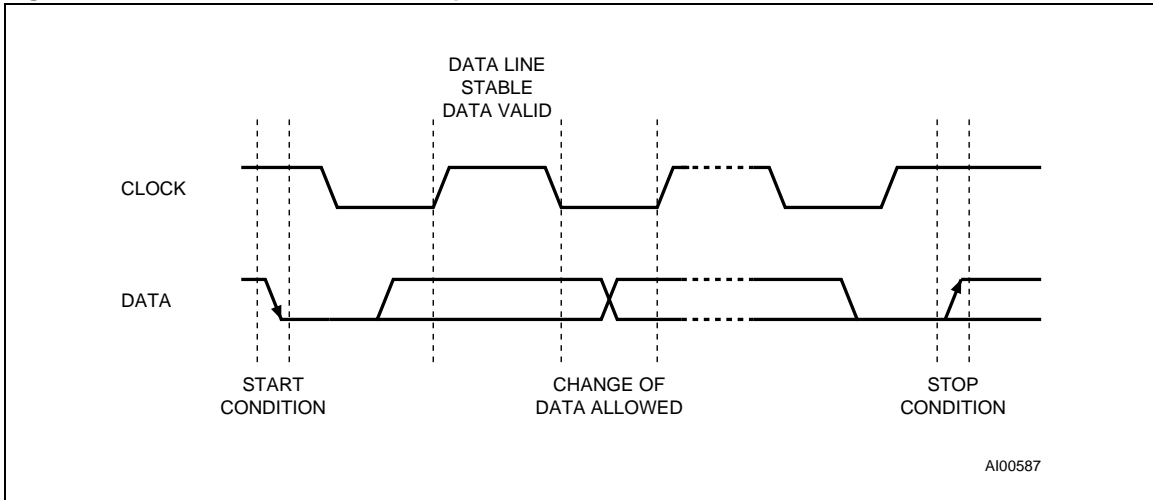 DATA LINE
STABLE
DATA VALID
CLOCK
DATA
START
CONDITION
CHANGE OF
DATA ALLOWED
STOP
CONDITION
AI00587